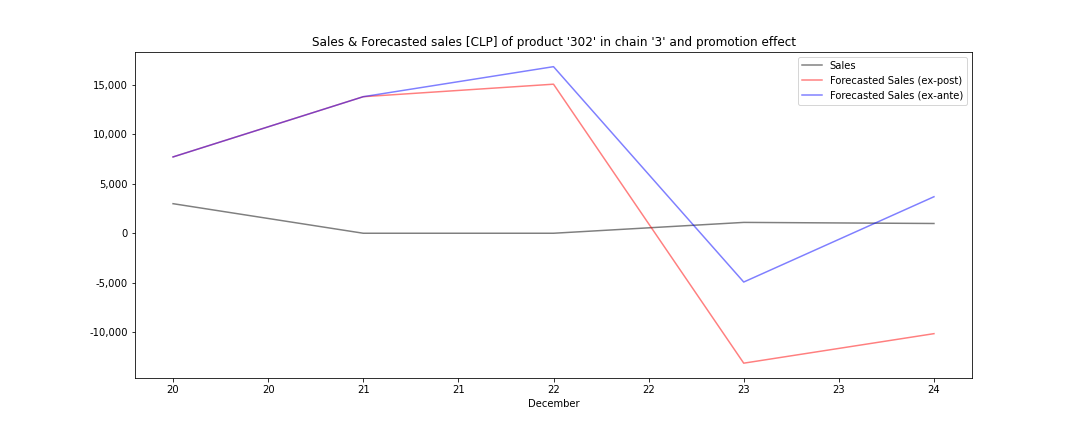 Sales & Forecasted sales [CLP] of product '302' in chain '3' and promotion effect
Sales
Forecasted Sales (ex-post)
Forecasted Sales (ex-ante)
15,000
10,000
5,000
0
-5,000
-10,000
20 20 21 21 22 22 23 23 24
December